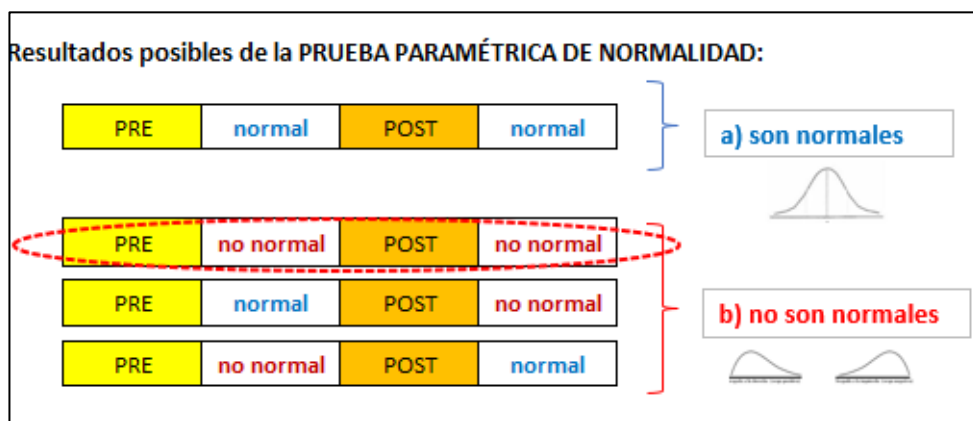 Resultados posibles de la PRUEBA PARAMÉTRICA DE NORMALIDAD:
PRE normal POST normal
a) son normales
PRE no normal POST no normal
PRE normal POST no normal
b) no son normales
PRE no normal POST normal